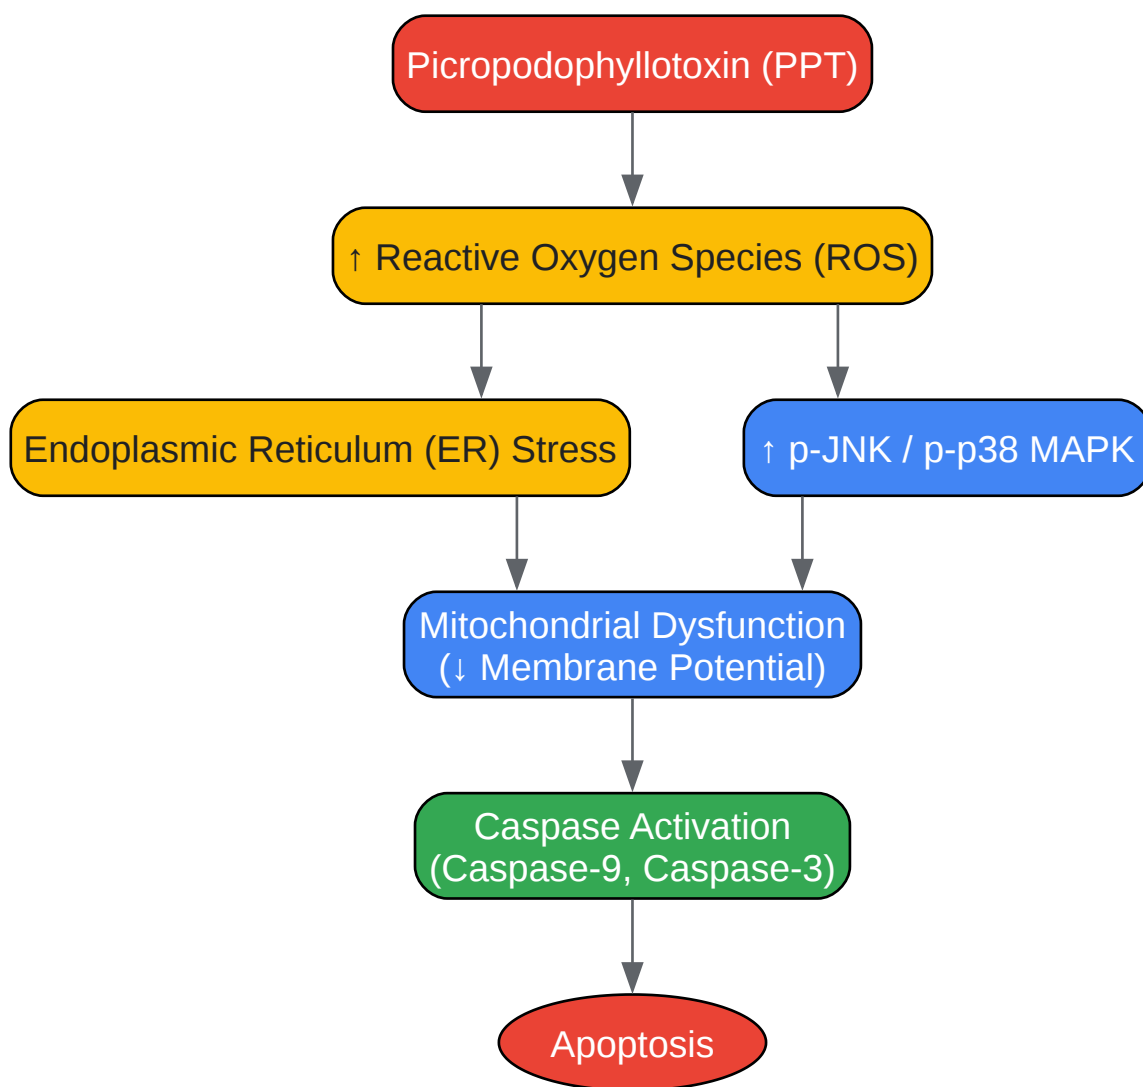 Picropodophyllotoxin (PPT)
↑ Reactive Oxygen Species (ROS)
Endoplasmic Reticulum (ER) Stress
↑ p-JNK / p-p38 MAPK
Mitochondrial Dysfunction
(↓ Membrane Potential)
Caspase Activation
(Caspase-9, Caspase-3)
Apoptosis